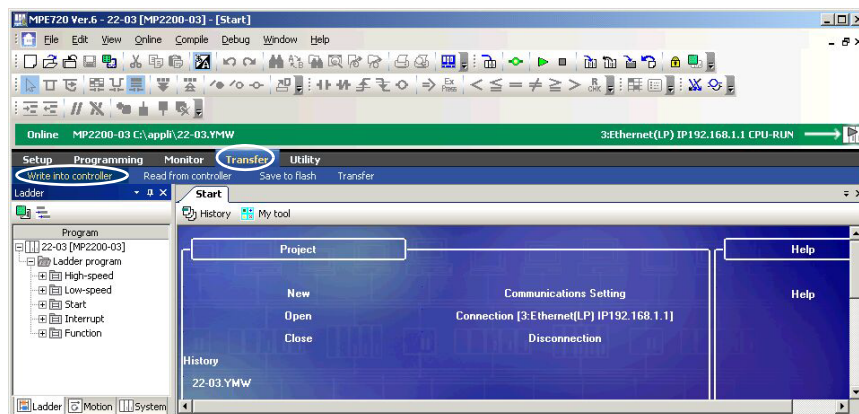 MPE720 Ver.6 - 22-03 [MP2200-03] - [Start]
File Edit View Online Compile Debug Window Help
Online MP2200-03 C:\appli\22-03.YMW 3:Ethernet(LP) IP192.168.1.1 CPU-RUN
Setup Programming Monitor Transfer Utility
Write into controller Read from controller Save to flash Transfer
Ladder Start
History My tool
Program
22-03 [MP2200-03]
Ladder program
High-speed
Low-speed
Start
Interrupt
Function
Project Help
New Communications Setting Help
Open Connection [3:Ethernet(LP) IP192.168.1.1]
Close Disconnection
History
22-03.YMW
Ladder Motion System